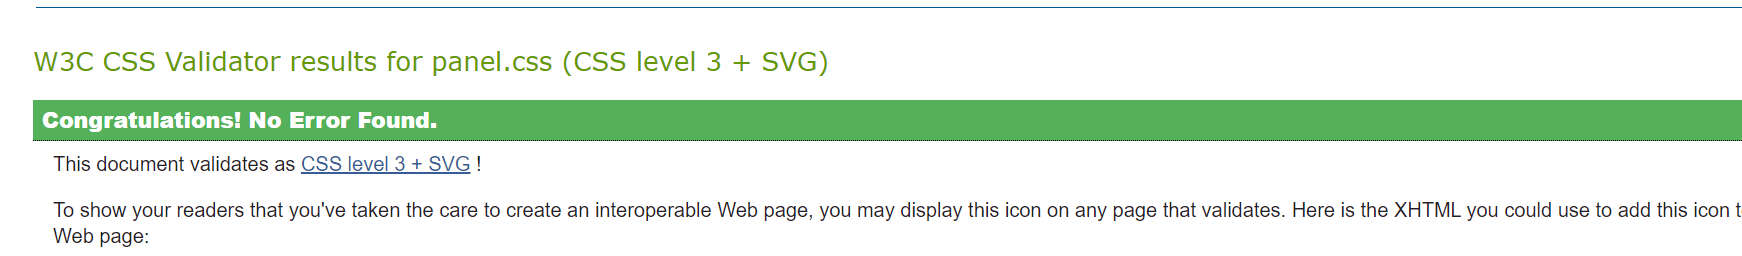 W3C CSS Validator results for panel.css (CSS level 3 + SVG)
Congratulations! No Error Found.
This document validates as CSS level 3 + SVG !
To show your readers that you've taken the care to create an interoperable Web page, you may display this icon on any page that validates. Here is the XHTML you could use to add this icon
Web page: